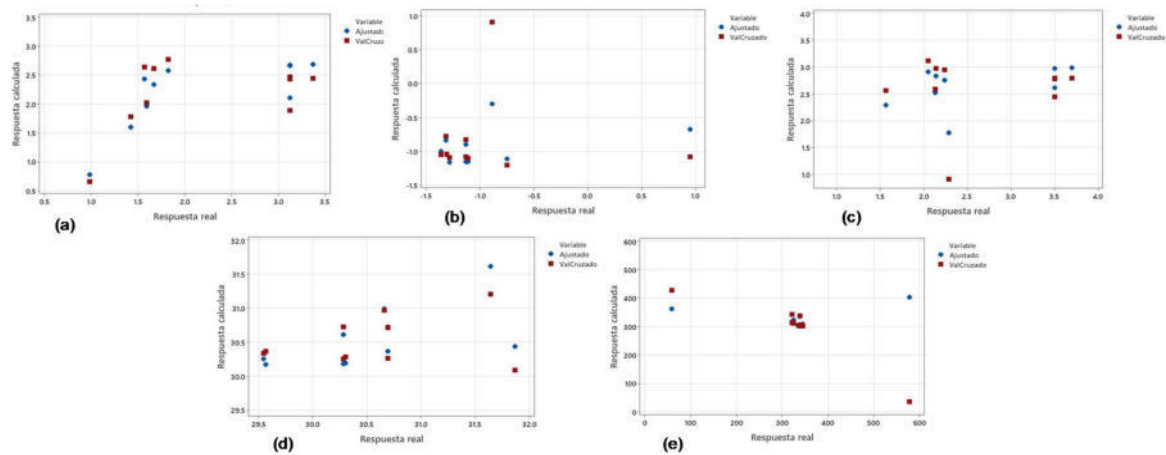 3.5
3.0
2.5
2.0
1.5
1.0
0.5
Respuesta calculada
0.5 1.0 1.5 2.0 2.5 3.0 3.5
Respuesta real
Variable
Ajustado
ValCruzado
(a)
1.0
0.5
0.0
-0.5
-1.0
-1.5
Respuesta calculada
-1.5 -1.0 -0.5 0.0 0.5 1.0
Respuesta real
Variable
Ajustado
ValCruzado
(b)
4.0
3.5
3.0
2.5
2.0
1.5
1.0
Respuesta calculada
1.0 1.5 2.0 2.5 3.0 3.5 4.0
Respuesta real
Variable
Ajustado
ValCruzado
(c)
32.0
31.5
31.0
30.5
30.0
29.5
Respuesta calculada
29.5 30.0 30.5 31.0 31.5 32.0
Respuesta real
Variable
Ajustado
ValCruzado
(d)
600
500
400
300
200
100
0
Respuesta calculada
0 100 200 300 400 500 600
Respuesta real
Variable
Ajustado
ValCruzado
(e)